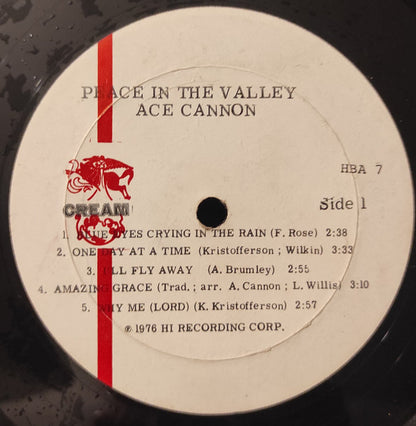 PEACE IN THE VALLEY
ACE CANNON
HBA 7
Side 1
CREAM
1. BLUE EYES CRYING IN THE RAIN (F. Rose) 2:38
2. ONE DAY AT A TIME (Kristofferson ; Wilkin) 3:33
3. I'LL FLY AWAY (A. Brumley) 2:55
4. AMAZING GRACE (Trad. ; arr. A. Cannon ; L. Willis) 3:10
5. WHY ME (LORD) (K. Kristofferson) 2:57
℗ 1976 HI RECORDING CORP.